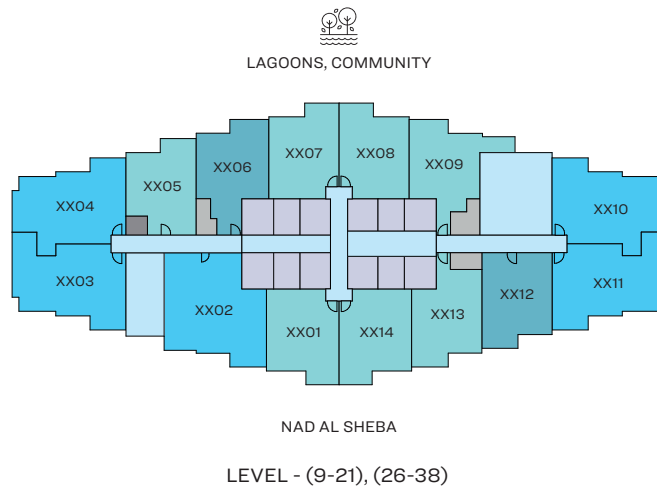 LAGOONS, COMMUNITY
XX07 XX08
XX06 XX09
XX05
XX04 XX10
XX03 XX11
XX12
XX02 XX13
XX01 XX14
NAD AL SHEBA
LEVEL - (9-21), (26-38)